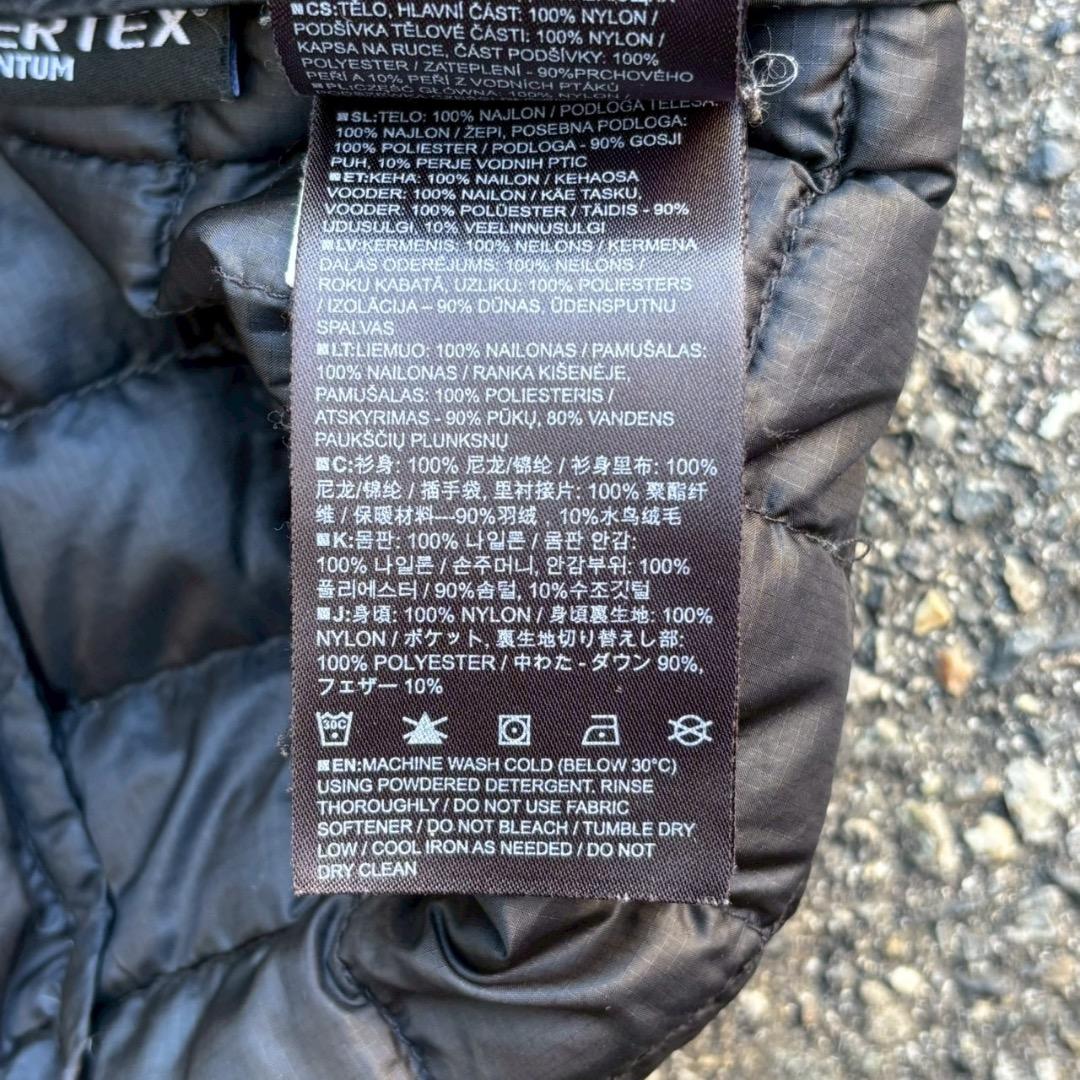 ERTEX
NTUM
CS:TĚLO, HLAVNÍ ČÁST: 100% NYLON /
PODŠÍVKA TĚLOVÉ ČÁSTI: 100% NYLON /
KAPSA NA RUCE, ČÁST PODŠÍVKY: 100%
POLYESTER / ZATEPLENÍ - 90%PRCHOVÉHO
PEŘÍ A 10% PEŘÍ Z VODNÍCH PTÁKŮ
SL:TELO: 100% NAJLON / PODLOGA TELESA:
100% NAJLON / ŽEPI, POSEBNA PODLOGA:
100% POLIESTER / PODLOGA - 90% GOSJI
PUH, 10% PERJE VODNIH PTIC
ET:KEHA: 100% NAILON / KEHAOSA
VOODER: 100% NAILON / KÄE TASKU,
VOODER: 100% POLÜESTER / TÄIDIS - 90%
UDUSULGI, 10% VEELINNUSULGI
LV:ĶERMENIS: 100% NEILONS / ĶERMEŅA
DAĻAS ODERĒJUMS: 100% NEILONS /
ROKU KABATĀ, UZLIKU: 100% POLIESTERS
/ IZOLĀCIJA – 90% DŪNAS, ŪDENSPUTNU
SPALVAS
LT:LIEMUO: 100% NAILONAS / PAMUŠALAS:
100% NAILONAS / RANKA KIŠENĖJE,
PAMUŠALAS: 100% POLIESTERIS /
ATSKYRIMAS - 90% PŪKŲ, 80% VANDENS
PAUKŠČIŲ PLUNKSNŲ
C:衫身: 100% 尼龙/锦纶 / 衫身里布: 100%
尼龙/锦纶 / 插手袋, 里衬接片: 100% 聚酯纤
维 / 保暖材料—90%羽绒 , 10%水鸟绒毛
K:몸판: 100% 나일론 / 몸판 안감:
100% 나일론 / 손주머니, 안감부위: 100%
폴리에스터 / 90%솜털, 10%수조깃털
J:身頃: 100% NYLON / 身頃裏生地: 100%
NYLON / ポケット, 裏生地切り替えし部:
100% POLYESTER / 中わた - ダウン 90%,
フェザー 10%
30C
EN:MACHINE WASH COLD (BELOW 30°C)
USING POWDERED DETERGENT, RINSE
THOROUGHLY / DO NOT USE FABRIC
SOFTENER / DO NOT BLEACH / TUMBLE DRY
LOW / COOL IRON AS NEEDED / DO NOT
DRY CLEAN